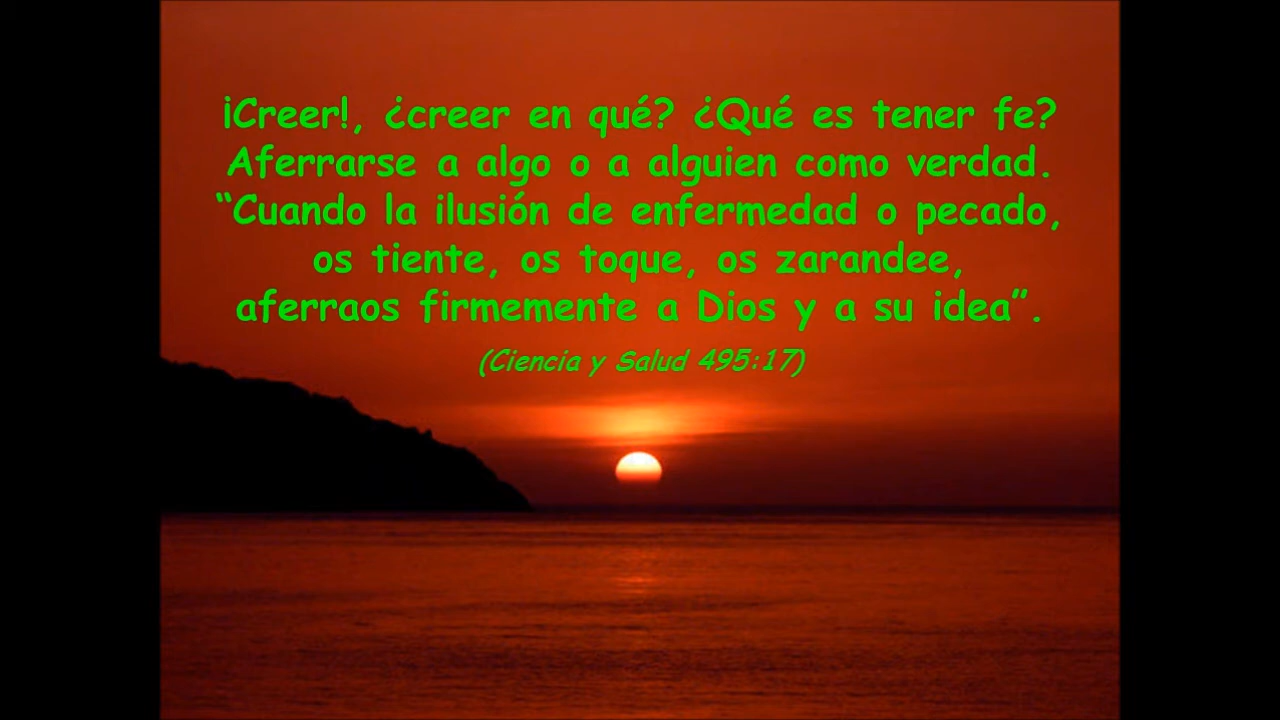 ¡Creer!, ¿creer en qué? ¿Qué es tener fe?
Aferrarse a algo o a alguien como verdad.
“Cuando la ilusión de enfermedad o pecado,
os tiente, os toque, os zarandee,
aferraos firmemente a Dios y a su idea”.
(Ciencia y Salud 495:17)